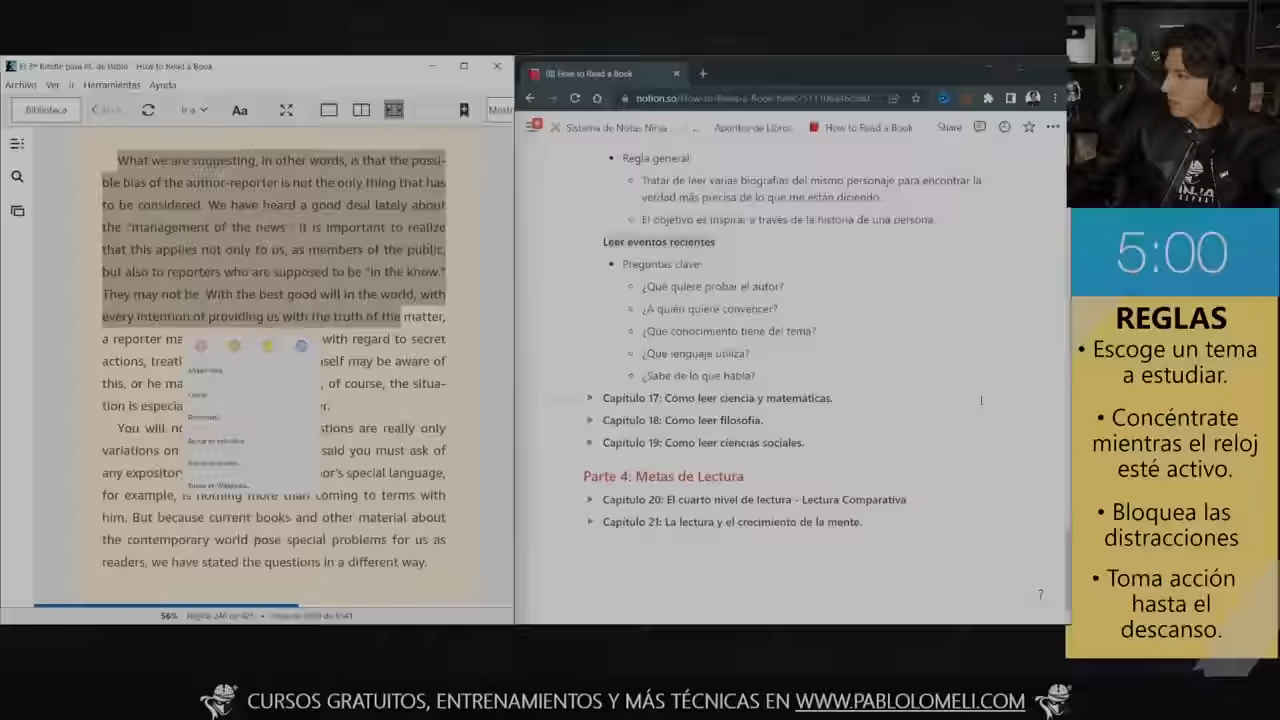 El 3º Kindle para PC de Pablo - How to Read a Book
Archivo Ver Ir Herramientas Ayuda
Biblioteca
Ir a
Aa
What we are suggesting, in other words, is that the possi-
ble bias of the author-reporter is not the only thing that has
to be considered. We have heard a good deal lately about
the "management of the news". It is important to realize
that this applies not only to us, as members of the public,
but also to reporters who are supposed to be "in the know."
They may not be. With the best good will in the world, with
every intention of providing us with the truth of the matter,
a reporter ma with regard to secret
actions, treati self may be aware of
this, or he ma , of course, the situa-
tion is especia r.
You will no stions are really only
variations on said you must ask of
any expository or's special language,
for example, is nothing more than coming to terms with
him. But because current books and other material about
the contemporary world pose special problems for us as
readers, we have stated the questions in a different way.
56% Página 246 de 425 •
(8) How to Read a Book
Sistema de Notas Ninja ... ... Apuntes de Libros How to Read a Book Share
Regla general:
Tratar de leer varias biografías del mismo personaje para encontrar la
verdad más precisa de lo que me están diciendo.
El objetivo es inspirar a través de la historia de una persona.
Leer eventos recientes
Preguntas clave:
¿Qué quiere probar el autor?
¿A quién quiere convencer?
¿Qué conocimiento tiene del tema?
¿Qué lenguaje utiliza?
¿Sabe de lo que habla?
Capítulo 17: Cómo leer ciencia y matemáticas.
Capítulo 18: Cómo leer filosofía.
Capítulo 19: Cómo leer ciencias sociales.
Parte 4: Metas de Lectura
Capítulo 20: El cuarto nivel de lectura - Lectura Comparativa
Capítulo 21: La lectura y el crecimiento de la mente.
?
5:00
REGLAS
• Escoge un tema
a estudiar.
• Concéntrate
mientras el reloj
esté activo.
• Bloquea las
distracciones
• Toma acción
hasta el
descanso.
CURSOS GRATUITOS, ENTRENAMIENTOS Y MÁS TÉCNICAS EN WWW.PABLOLOMELI.COM